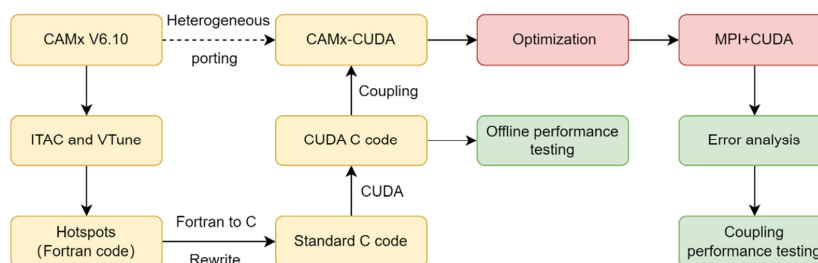 Heterogeneous
CAMx V6.10
CAMx-CUDA
Optimization
MPI+CUDA
porting
Coupling
ITAC and VTune
CUDA C code
Offline performance
testing
Error analysis
CUDA
Hotspots
(Fortran code)
Fortran to C
Rewrite
Standard C code
Coupling
performance testing